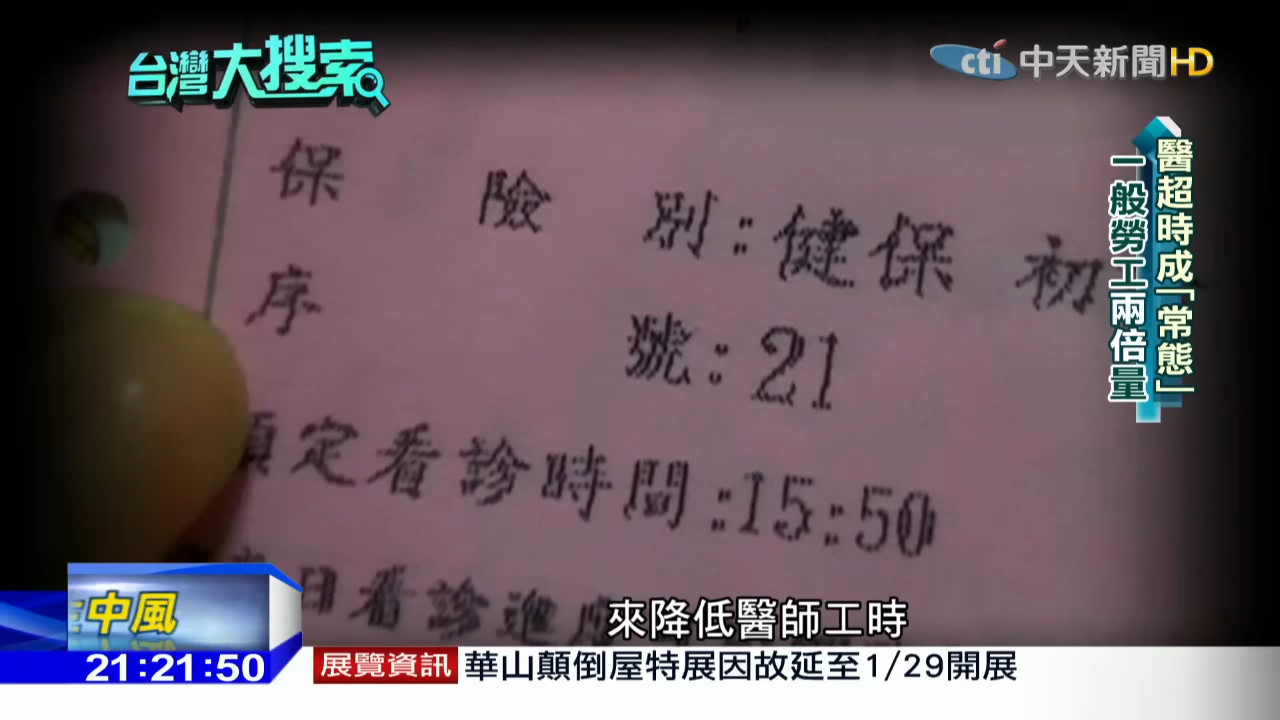 台灣大搜索
cti 中天新聞HD
醫超時成「常態」
一般勞工兩倍量
保險別:健保 初
序號:21
預定看診時間:15:50
日看診進度
來降低醫師工時
中風
21:21:50
展覽資訊 華山顛倒屋特展因故延至1/29開展